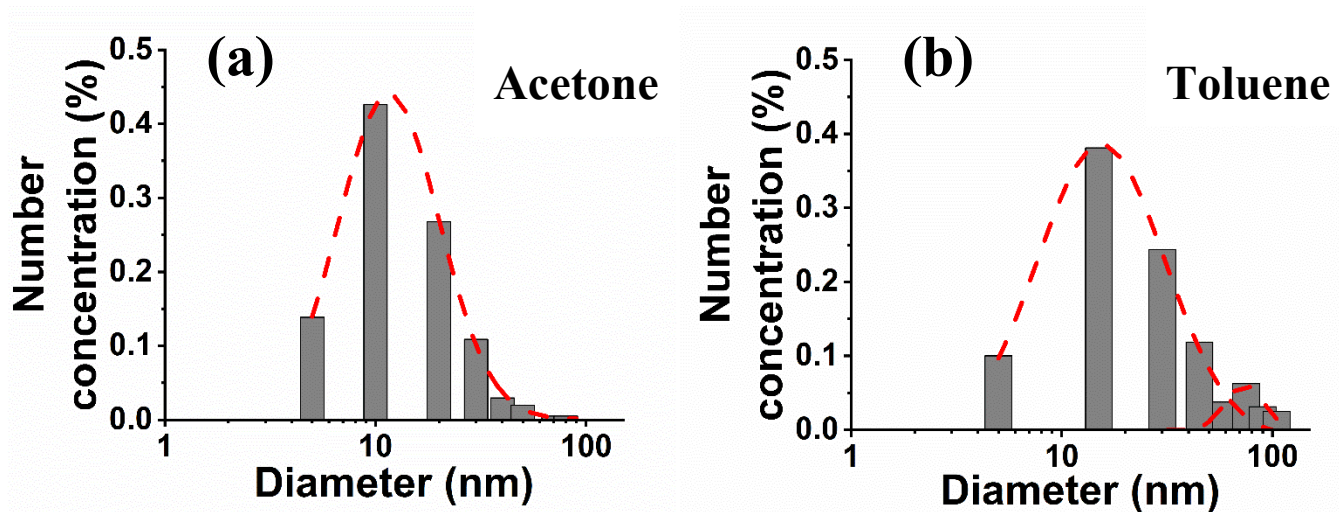 (a)
Acetone
Number
concentration (%)
0.5
0.4
0.3
0.2
0.1
0.0
1
10
100
Diameter (nm)
(b)
Toluene
Number
concentration (%)
0.5
0.4
0.3
0.2
0.1
0.0
1
10
100
Diameter (nm)